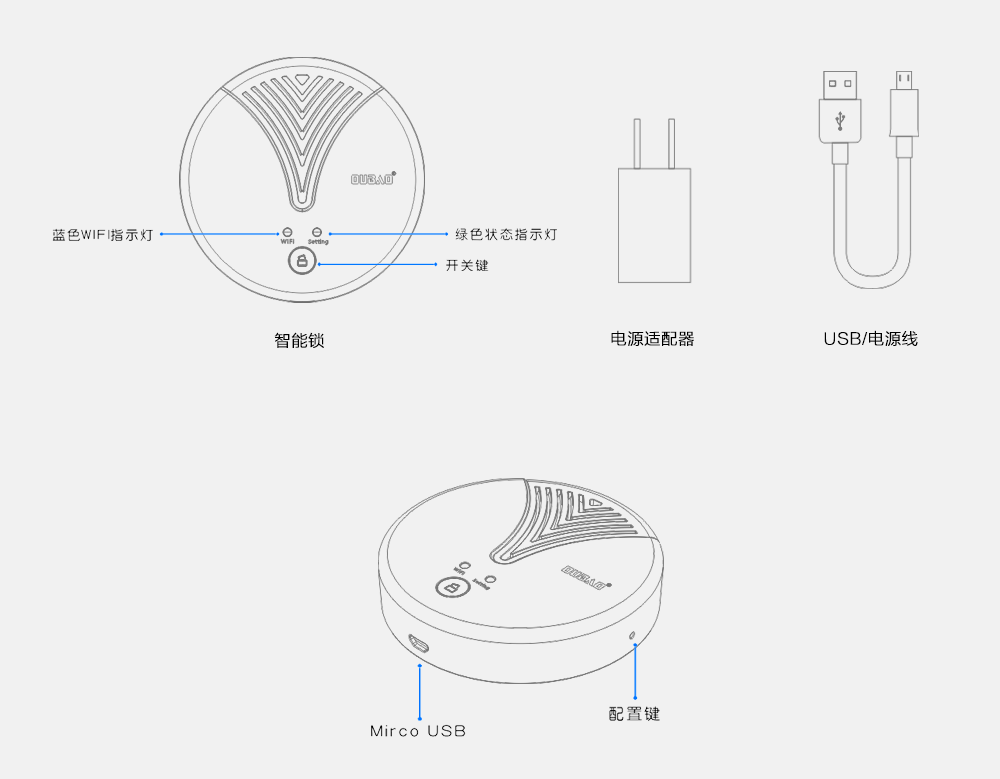 OUBAO
蓝色WIFI指示灯
WiFi
Setting
绿色状态指示灯
开关键
智能锁
电源适配器
USB/电源线
WiFi
Setting
OUBAO
Mirco USB
配置键